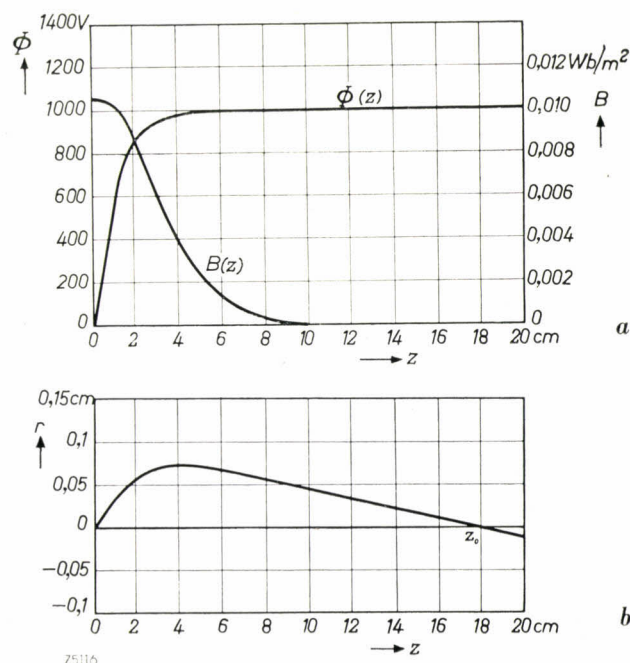 1400V
Φ
1200
1000
800
600
400
200
0
0,012 Wb/m²
0,010
B
0,008
0,006
0,004
0,002
0
Φ(z)
B(z)
0 2 4 6 8 10 12 14 16 18 20 cm
z
a
0,15 cm
r
0,1
0,05
0
−0,05
−0,1
z₀
0 2 4 6 8 10 12 14 16 18 20 cm
z
b
75116